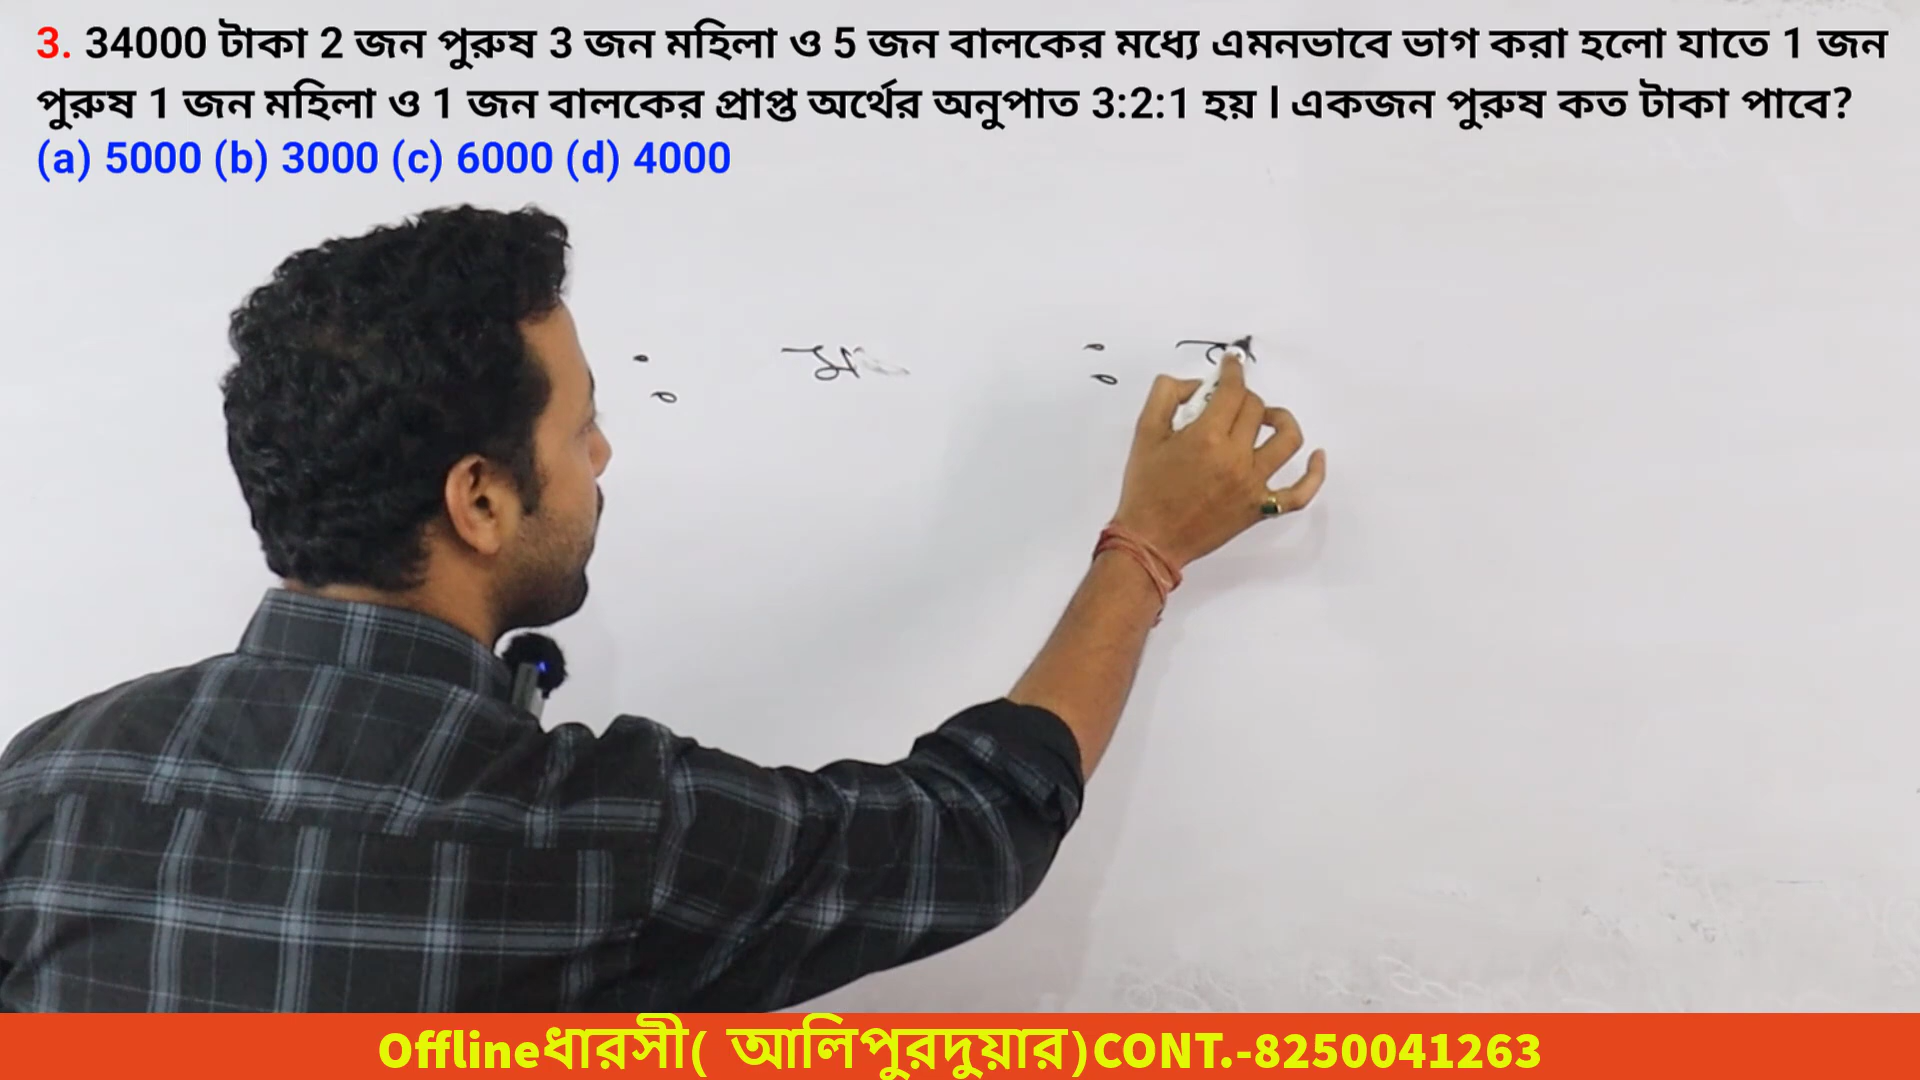 3. 34000 টাকা 2 জন পুরুষ 3 জন মহিলা ও 5 জন বালকের মধ্যে এমনভাবে ভাগ করা হলো যাতে 1 জন
পুরুষ 1 জন মহিলা ও 1 জন বালকের প্রাপ্ত অর্থের অনুপাত 3:2:1 হয় l একজন পুরুষ কত টাকা পাবে?
(a) 5000 (b) 3000 (c) 6000 (d) 4000
: :
Offlineধারসী( আলিপুরদুয়ার)CONT.-8250041263